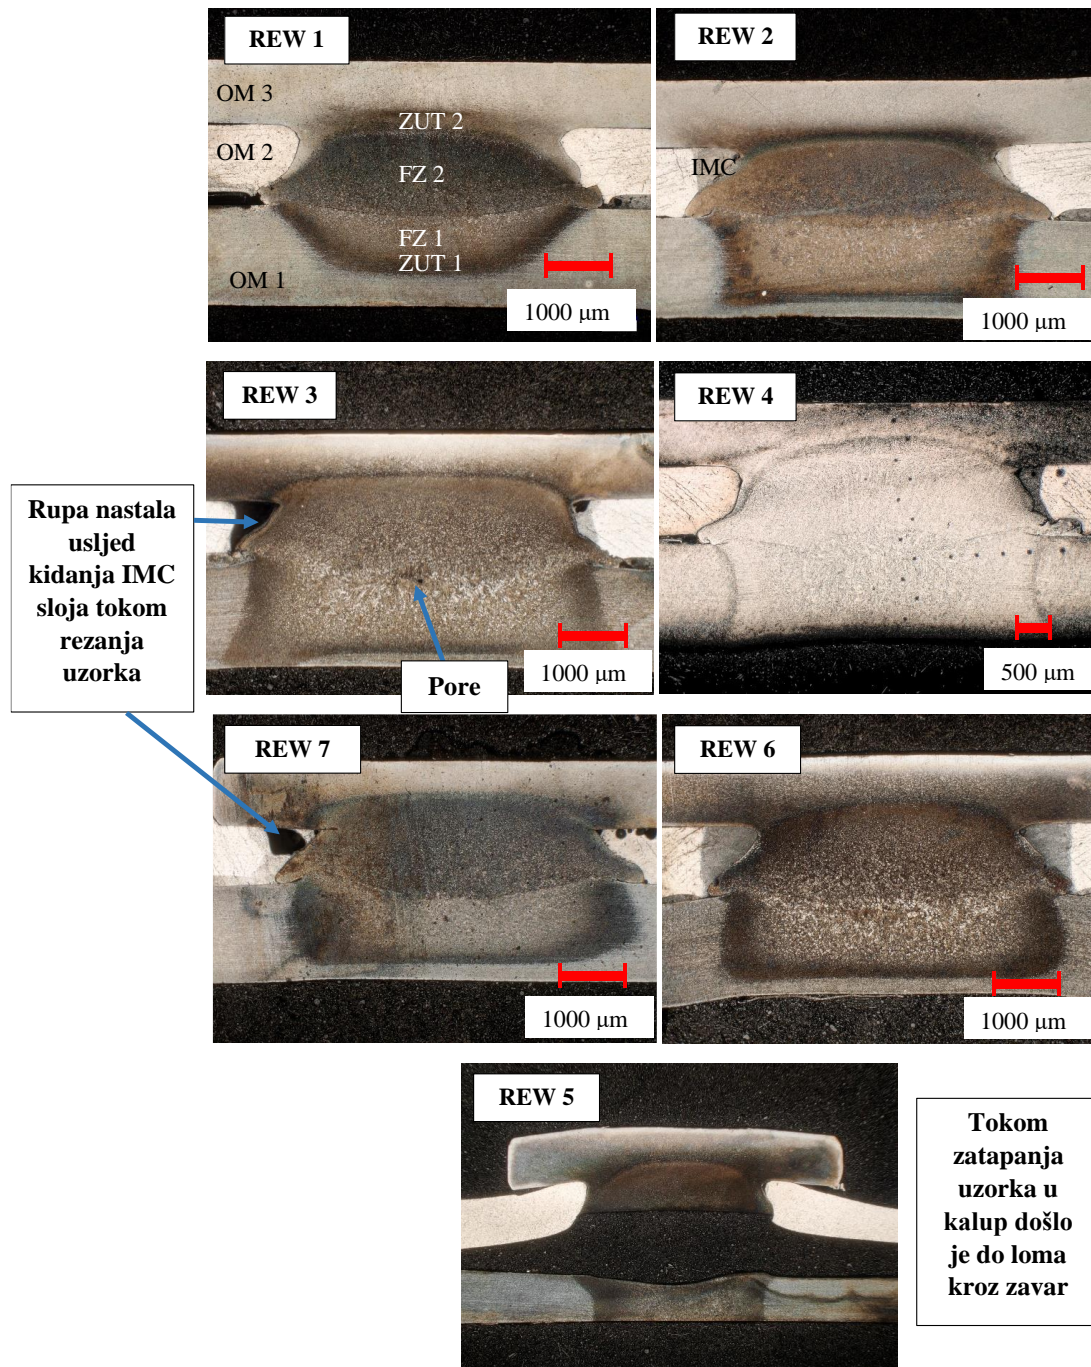 REW 1
OM 3
ZUT 2
OM 2
FZ 2
FZ 1
ZUT 1
OM 1
1000 µm
REW 2
IMC
1000 µm
REW 3
1000 µm
Pore
REW 4
500 µm
Rupa nastala
usljed
kidanja IMC
sloja tokom
rezanja
uzorka
REW 7
1000 µm
REW 6
1000 µm
REW 5
Tokom
zatapanja
uzorka u
kalup došlo
je do loma
kroz zavar